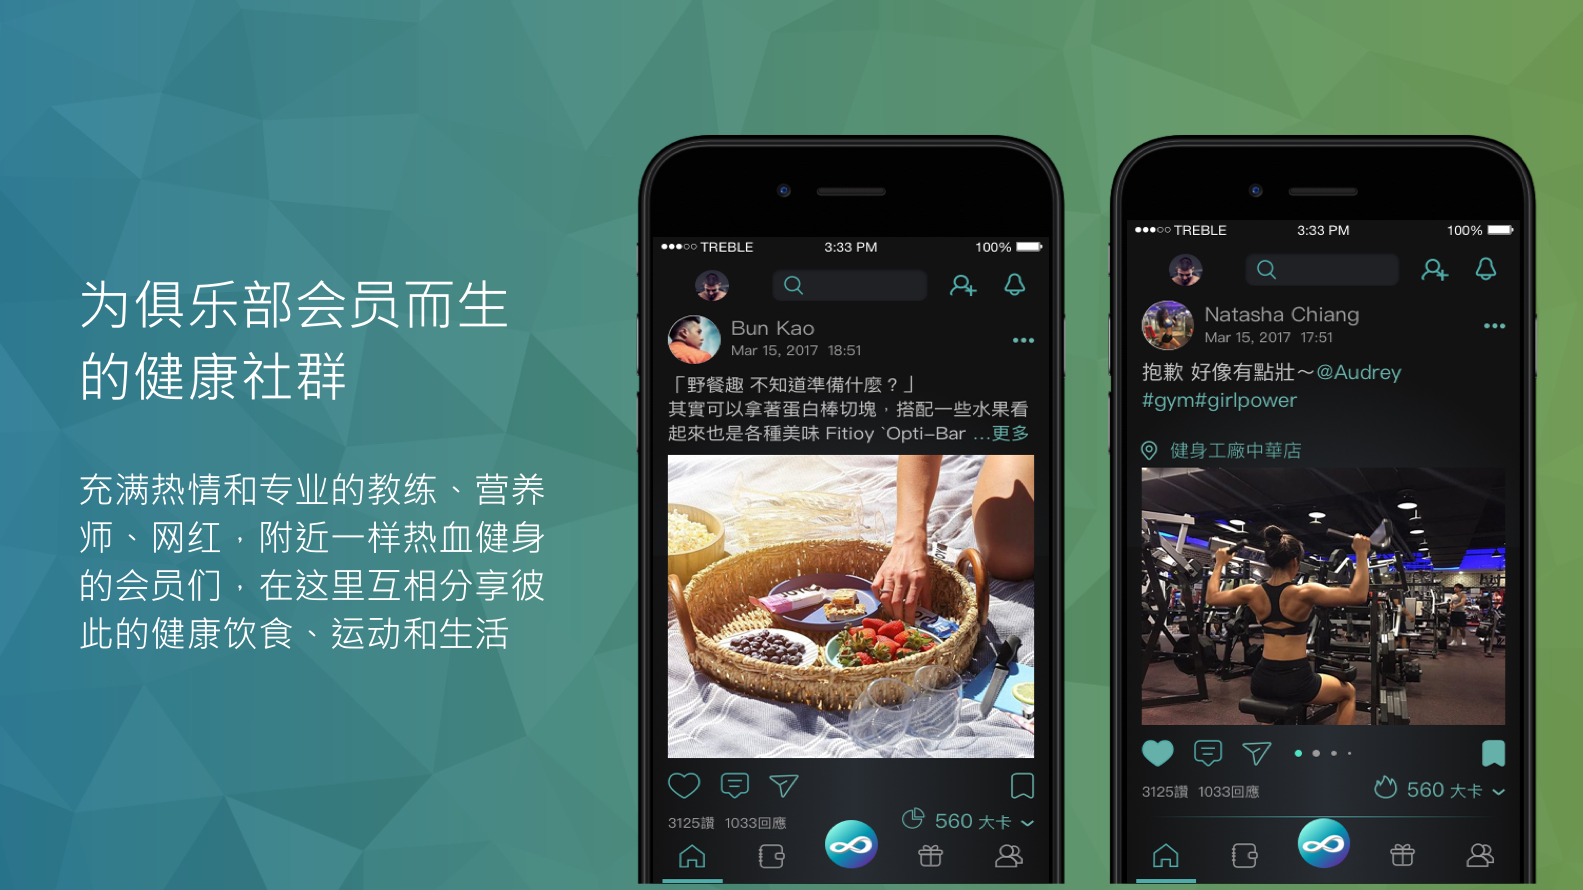 为俱乐部会员而生
的健康社群
充满热情和专业的教练、营养
师、网红，附近一样热血健身
的会员们，在这里互相分享彼
此的健康饮食、运动和生活
TREBLE 3:33 PM 100%
Bun Kao
Mar 15, 2017 18:51
「野餐趣 不知道準備什麼？」
其實可以拿著蛋白棒切塊，搭配一些水果看
起來也是各種美味 Fitioy `Opti-Bar ...更多
3125讚 1033回應
560 大卡
TREBLE 3:33 PM 100%
Natasha Chiang
Mar 15, 2017 17:51
抱歉 好像有點壯～@Audrey
#gym#girlpower
健身工廠中華店
3125讚 1033回應
560 大卡